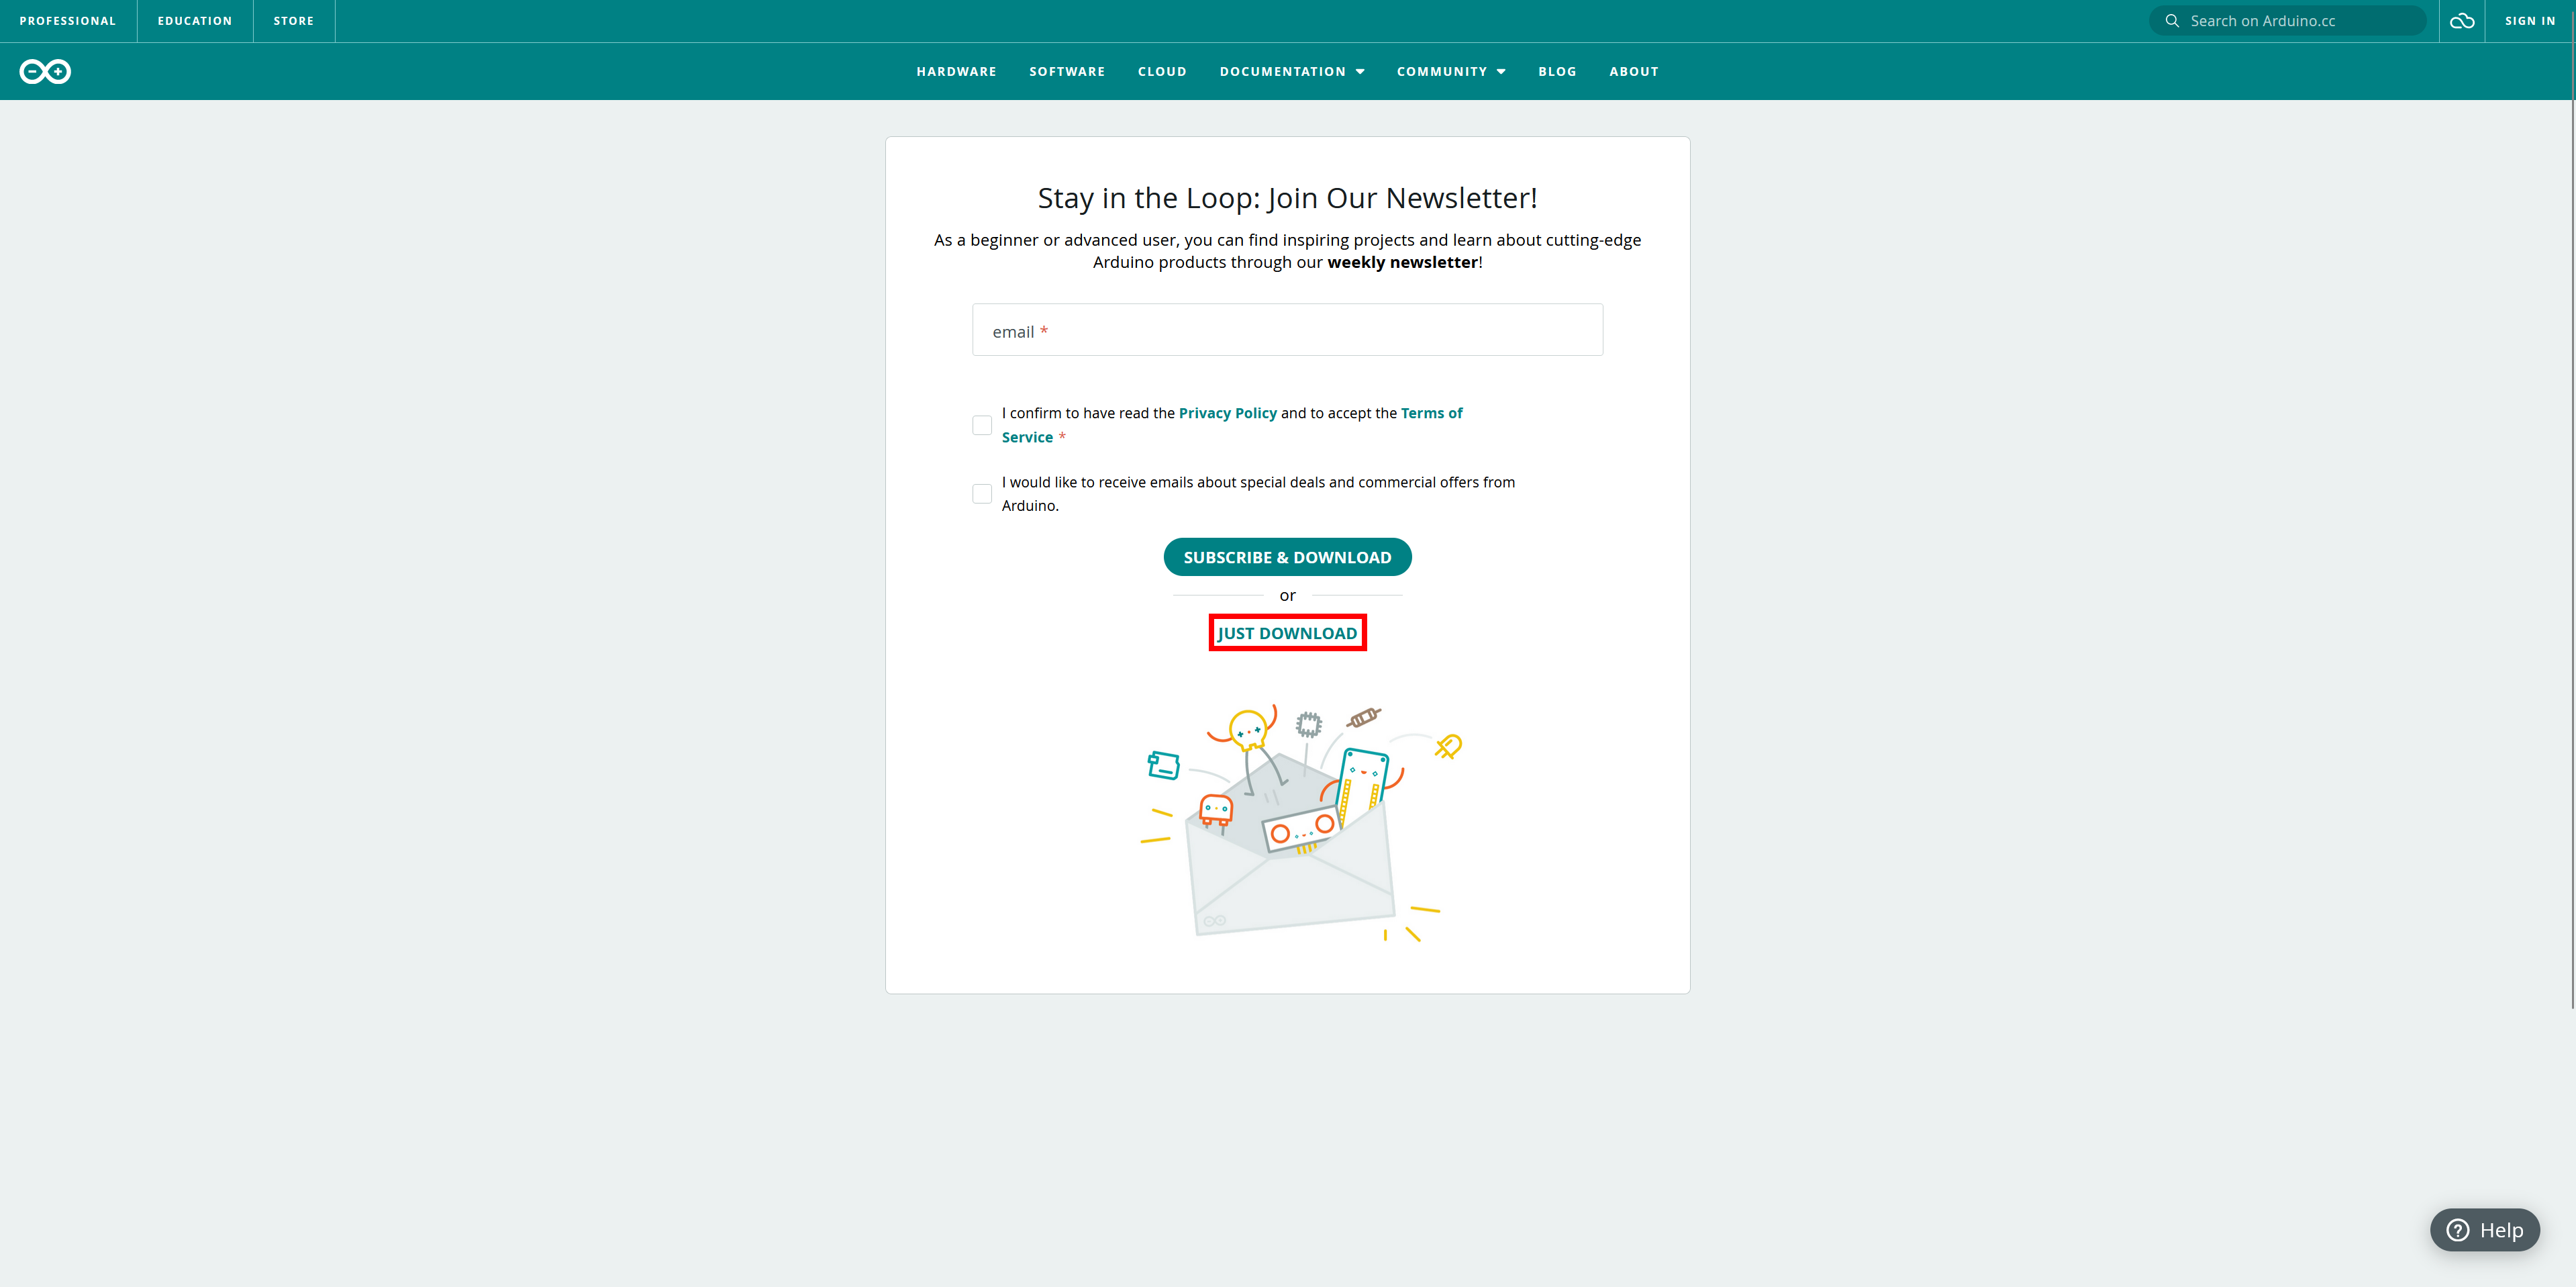 PROFESSIONAL
EDUCATION
STORE
Search on Arduino.cc
SIGN IN
HARDWARE
SOFTWARE
CLOUD
DOCUMENTATION
COMMUNITY
BLOG
ABOUT
Stay in the Loop: Join Our Newsletter!
As a beginner or advanced user, you can find inspiring projects and learn about cutting-edge
Arduino products through our weekly newsletter!
email *
I confirm to have read the Privacy Policy and to accept the Terms of
Service *
I would like to receive emails about special deals and commercial offers from
Arduino.
SUBSCRIBE & DOWNLOAD
or
JUST DOWNLOAD
Help